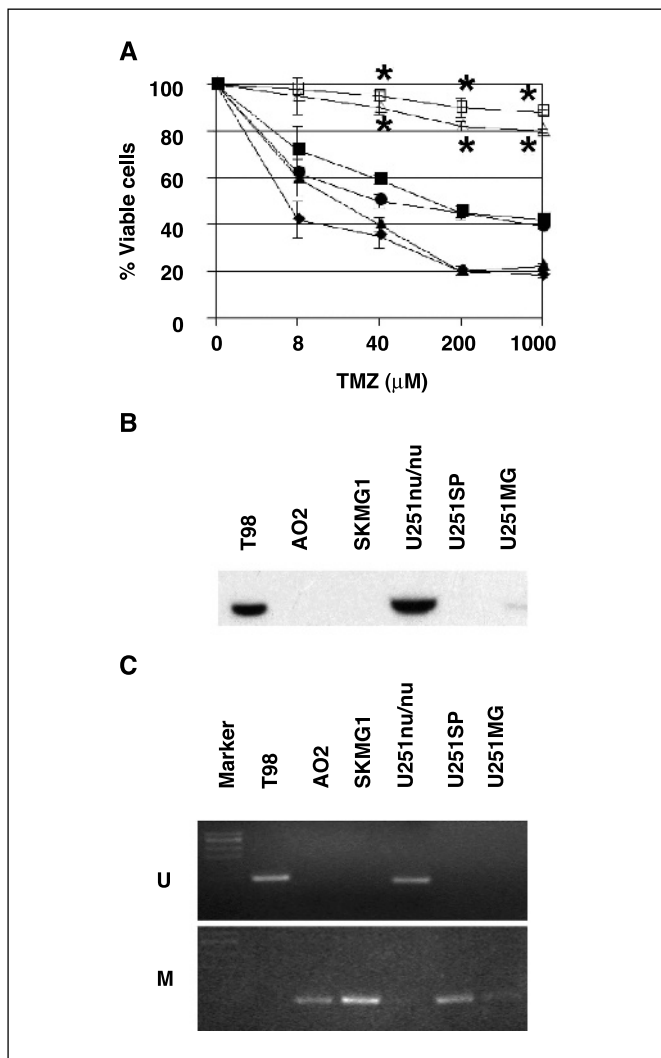 A
* * *
100
80
* * *
60
40
20
0
% Viable cells
0 8 40 200 1000
TMZ (μM)
B
T98 AO2 SKMG1 U251nu/nu U251SP U251MG
C
Marker T98 AO2 SKMG1 U251nu/nu U251SP U251MG
U
M